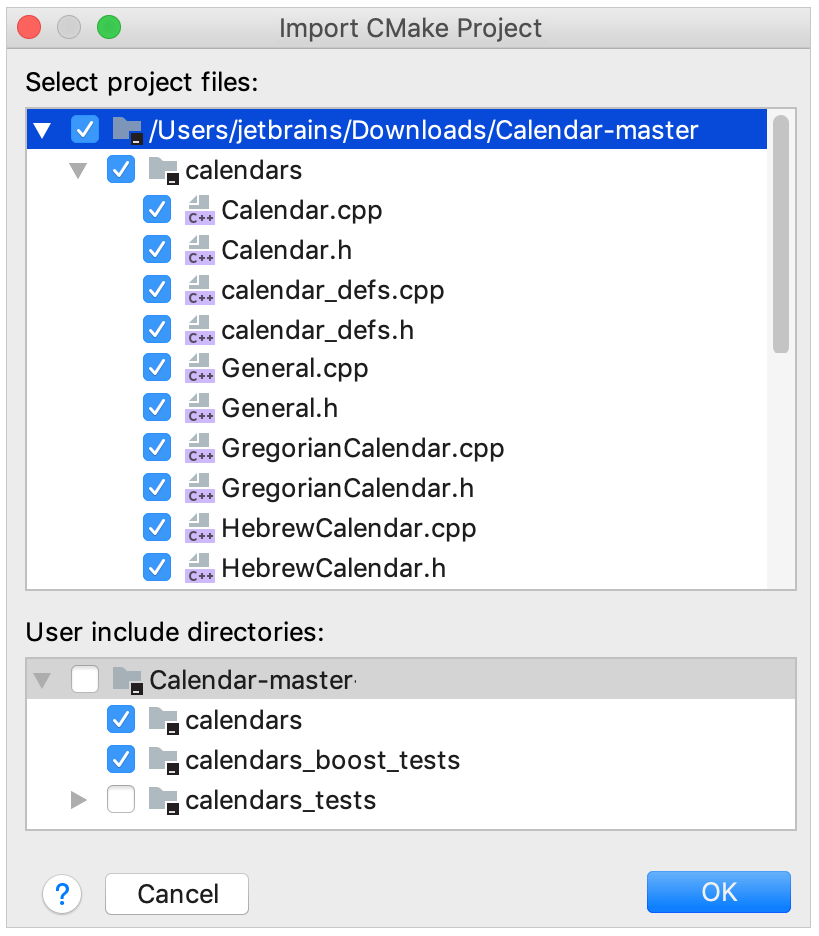 Import CMake Project
Select project files:
/Users/jetbrains/Downloads/Calendar-master
calendars
C++ Calendar.cpp
C++ Calendar.h
C++ calendar_defs.cpp
C++ calendar_defs.h
C++ General.cpp
C++ General.h
C++ GregorianCalendar.cpp
C++ GregorianCalendar.h
C++ HebrewCalendar.cpp
C++ HebrewCalendar.h
User include directories:
Calendar-master
calendars
calendars_boost_tests
calendars_tests
? Cancel OK